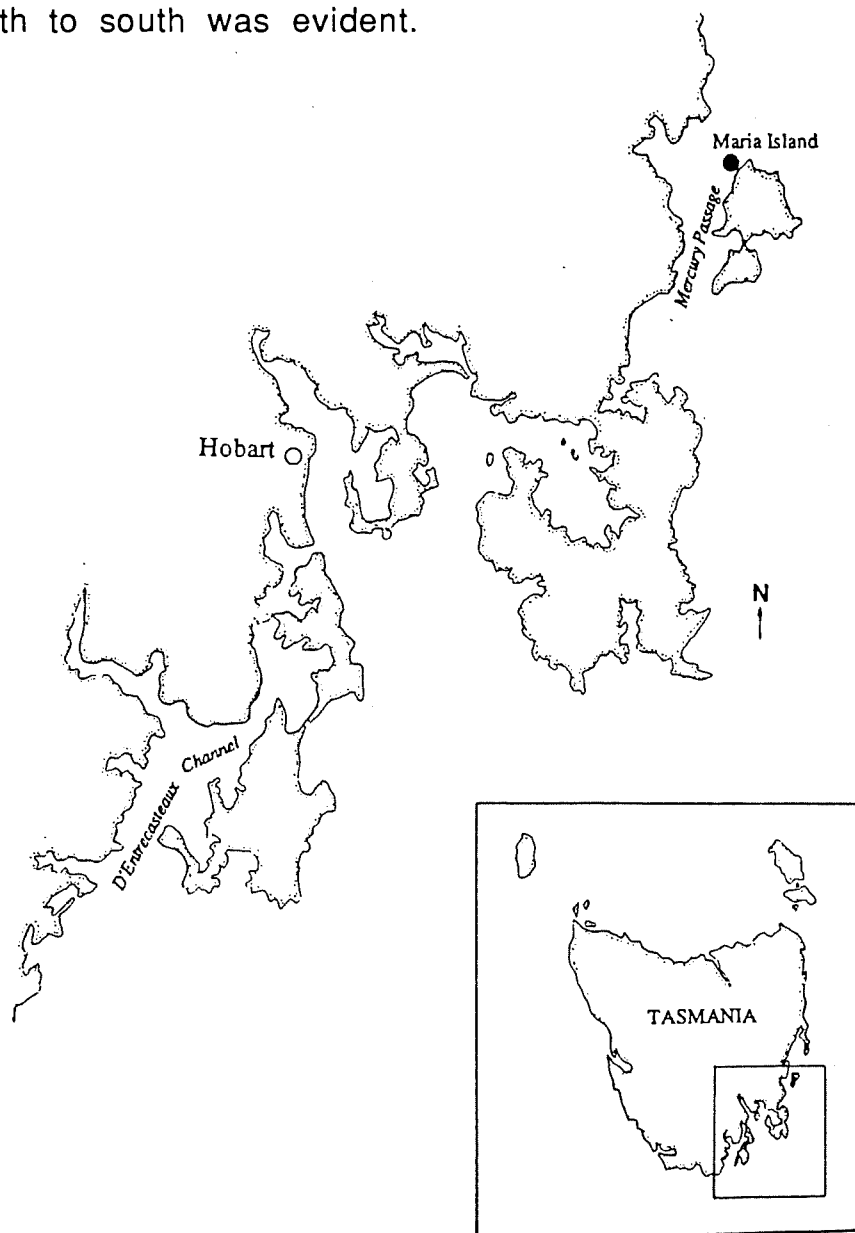 th to south was evident.
Maria Island
Mercury Passage
Hobart
N
D'Entrecasteaux Channel
TASMANIA